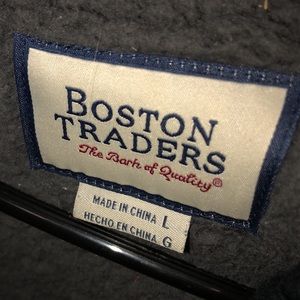 BOSTON
TRADERS
The Bark of Quality®
MADE IN CHINA L
HECHO EN CHINA G